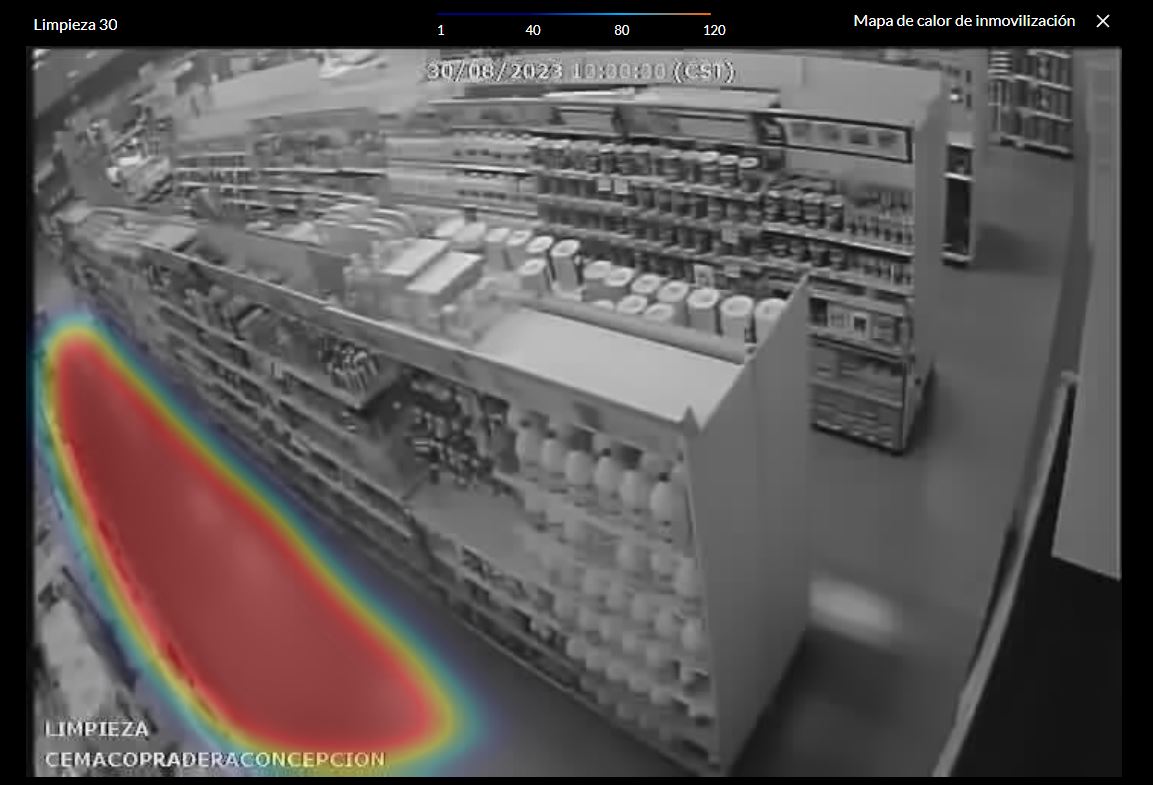 Limpieza 30
1 40 80 120
Mapa de calor de inmovilización
30/08/2023 10:00:00 (CST)
LIMPIEZA
CEMACOPRADERACONCEPCION